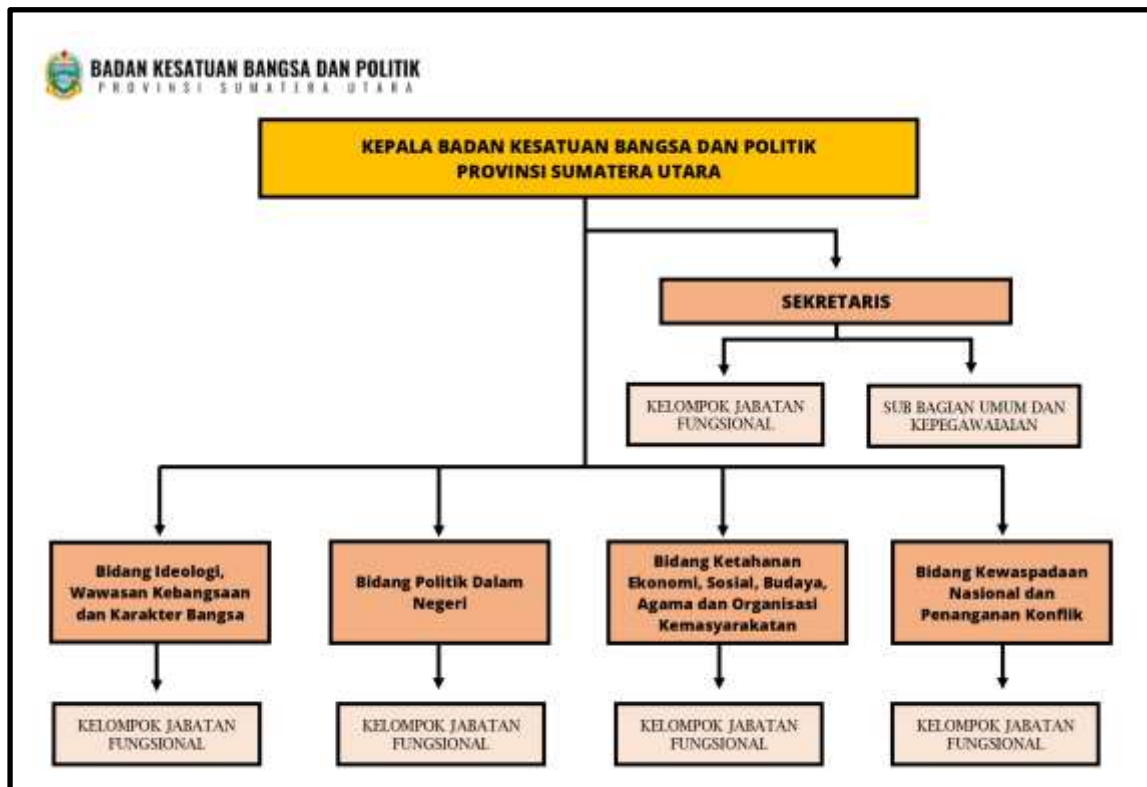 BADAN KESATUAN BANGSA DAN POLITIK
PROVINSI SUMATERA UTARA
KEPALA BADAN KESATUAN BANGSA DAN POLITIK
PROVINSI SUMATERA UTARA
SEKRETARIS
KELOMPOK JABATAN
FUNGSIONAL
SUB BAGIAN UMUM DAN
KEPEGAWAIAIAN
Bidang Ideologi,
Wawasan Kebangsaan
dan Karakter Bangsa
Bidang Politik Dalam
Negeri
Bidang Ketahanan
Ekonomi, Sosial, Budaya,
Agama dan Organisasi
Kemasyarakatan
Bidang Kewaspadaan
Nasional dan
Penanganan Konflik
KELOMPOK JABATAN
FUNGSIONAL
KELOMPOK JABATAN
FUNGSIONAL
KELOMPOK JABATAN
FUNGSIONAL
KELOMPOK JABATAN
FUNGSIONAL